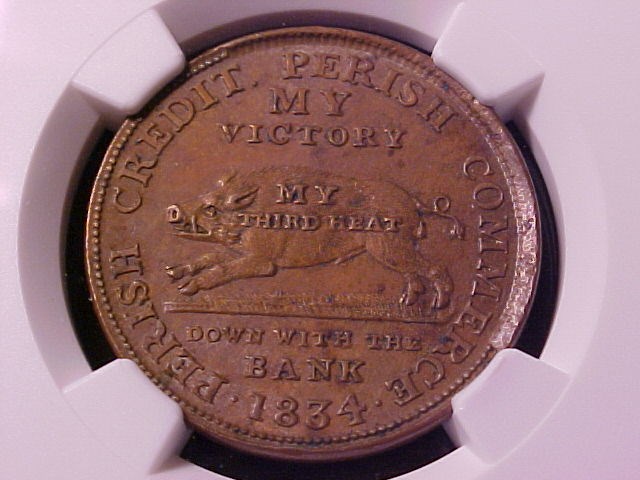 PERISH CREDIT. PERISH COMMERCE
MY
VICTORY
MY
THIRD HEAT
DOWN WITH THE
BANK
· 1834 ·